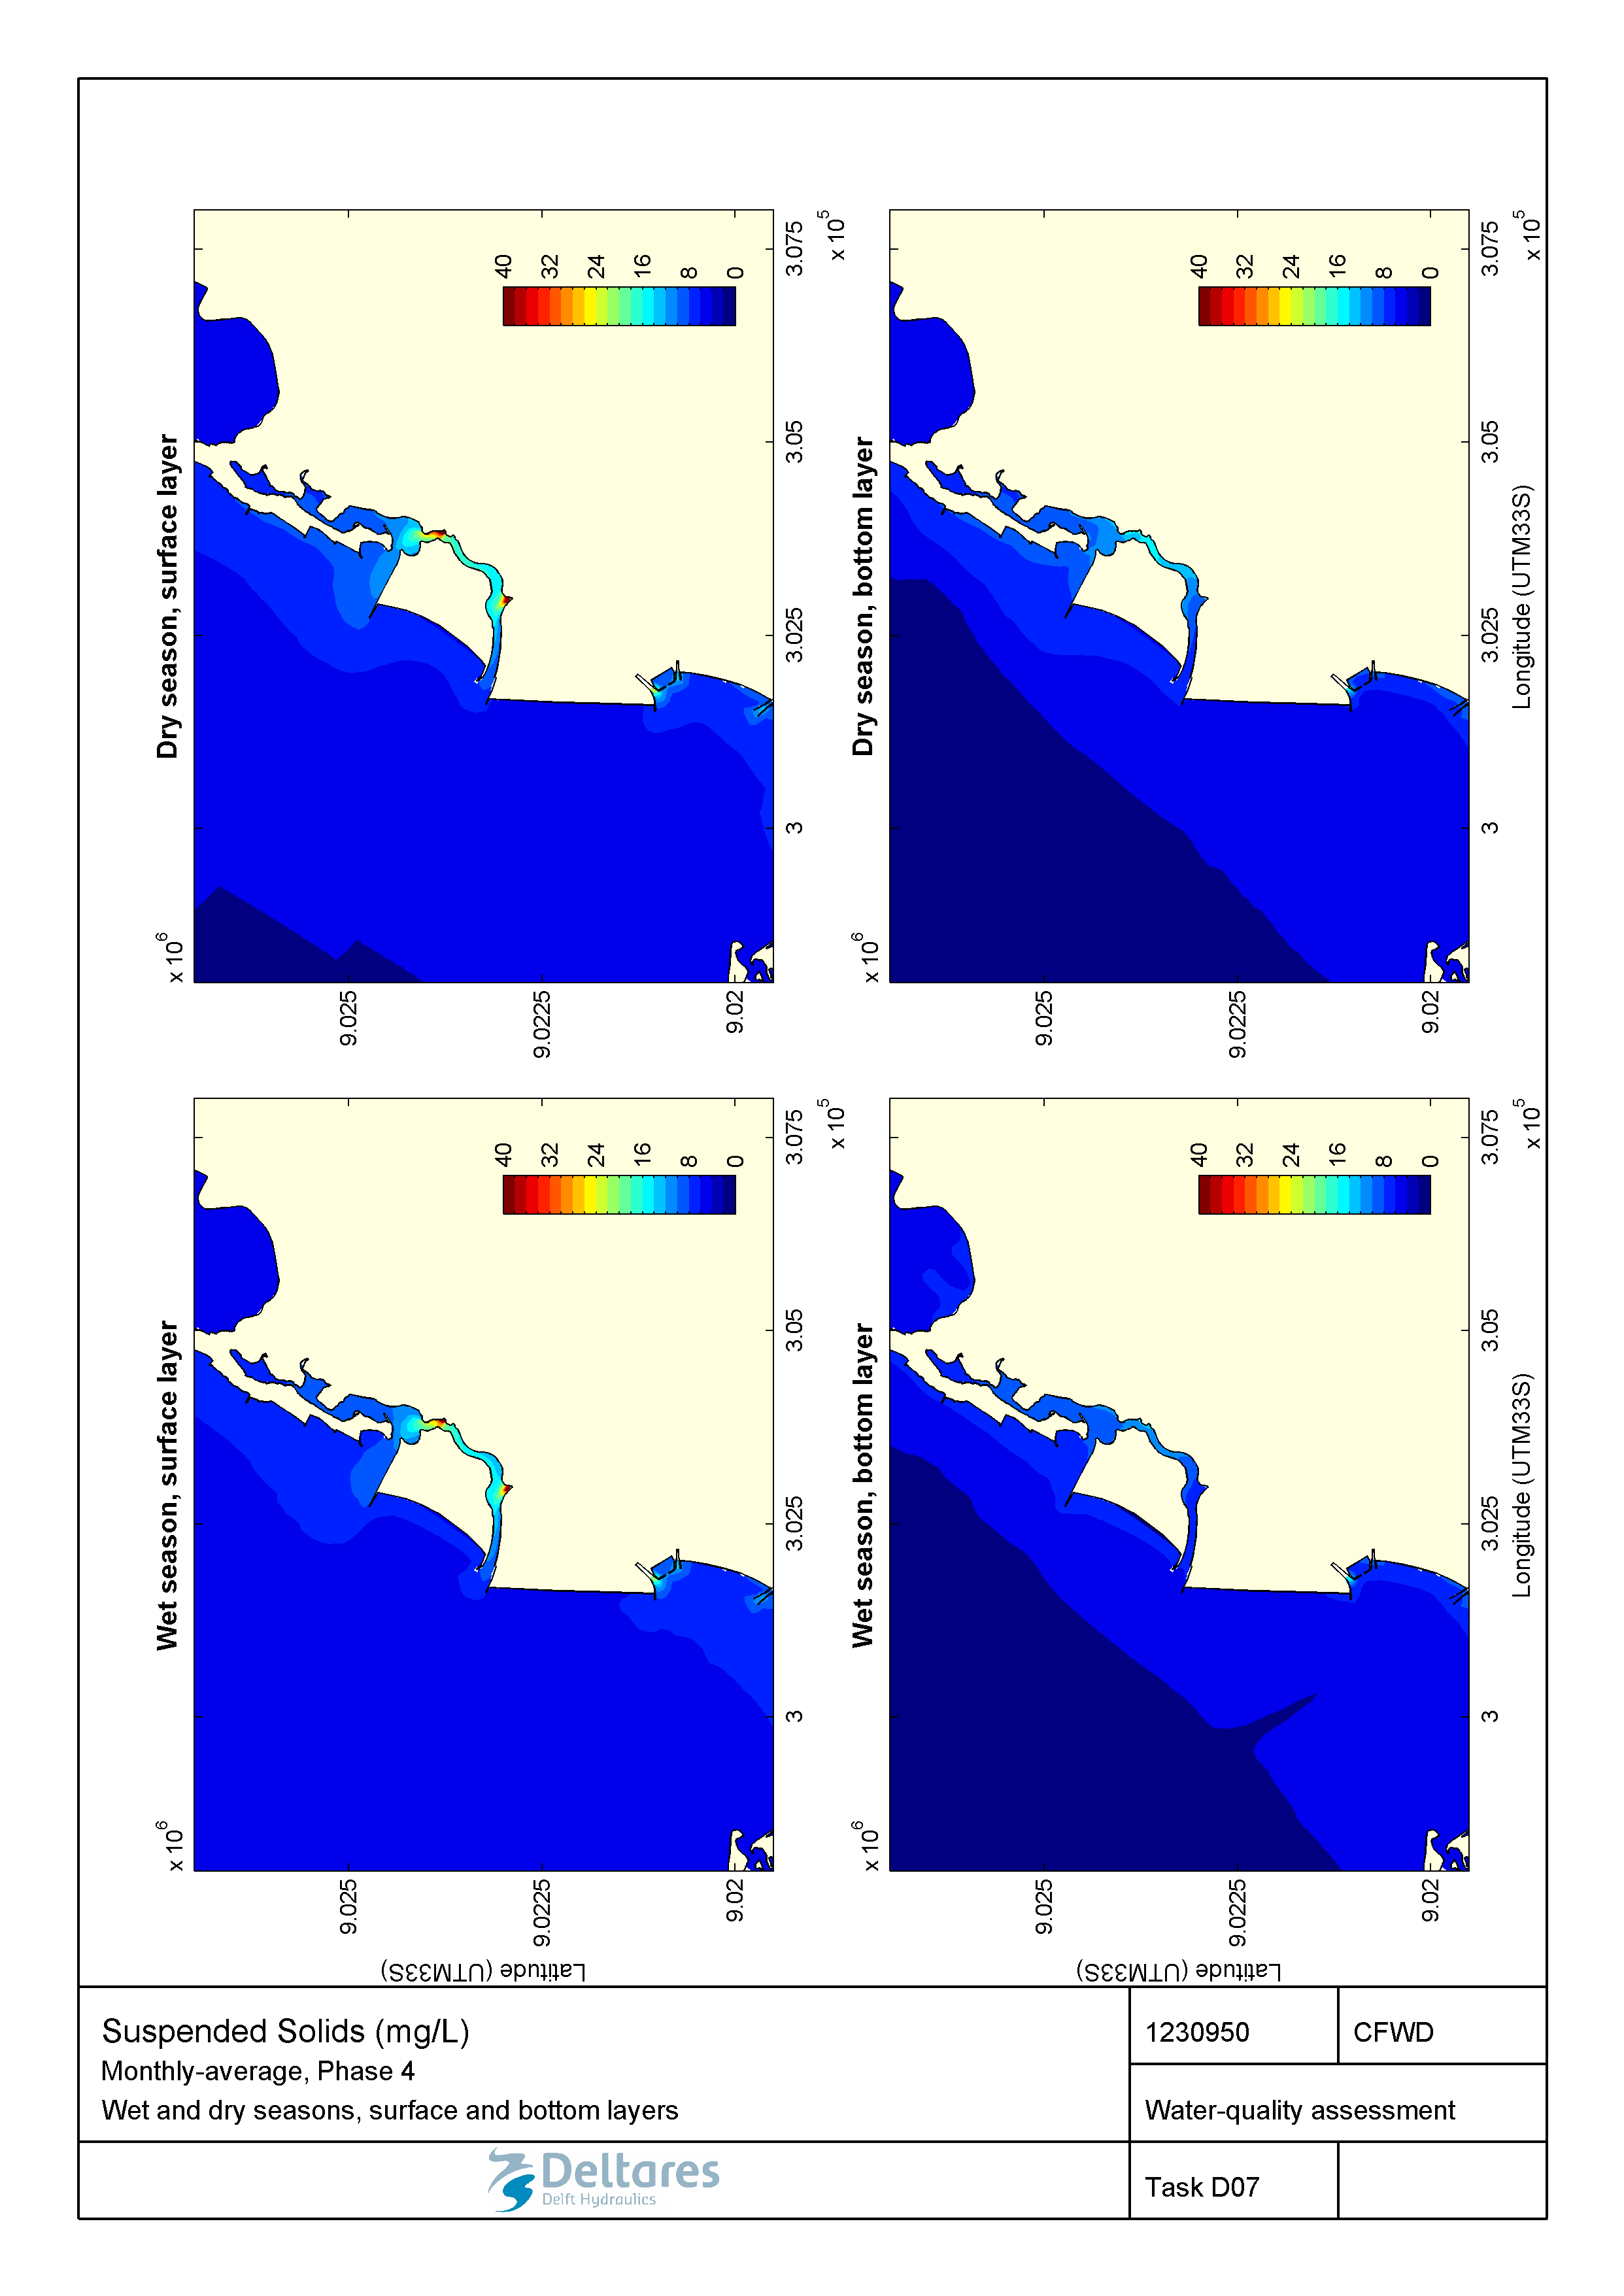 Dry season, surface layer
x 10^6
9.025
9.0225
9.02
3
3.025
3.05
3.075
x 10^5
40
32
24
16
8
0
Dry season, bottom layer
x 10^6
9.025
9.0225
9.02
3
3.025
3.05
3.075
x 10^5
Longitude (UTM33S)
40
32
24
16
8
0
Wet season, surface layer
x 10^6
9.025
9.0225
9.02
Latitude (UTM33S)
3
3.025
3.05
3.075
x 10^5
40
32
24
16
8
0
Wet season, bottom layer
x 10^6
9.025
9.0225
9.02
Latitude (UTM33S)
3
3.025
3.05
3.075
x 10^5
Longitude (UTM33S)
40
32
24
16
8
0
Suspended Solids (mg/L)
Monthly-average, Phase 4
Wet and dry seasons, surface and bottom layers
1230950
CFWD
Water-quality assessment
Deltares
Delft Hydraulics
Task D07